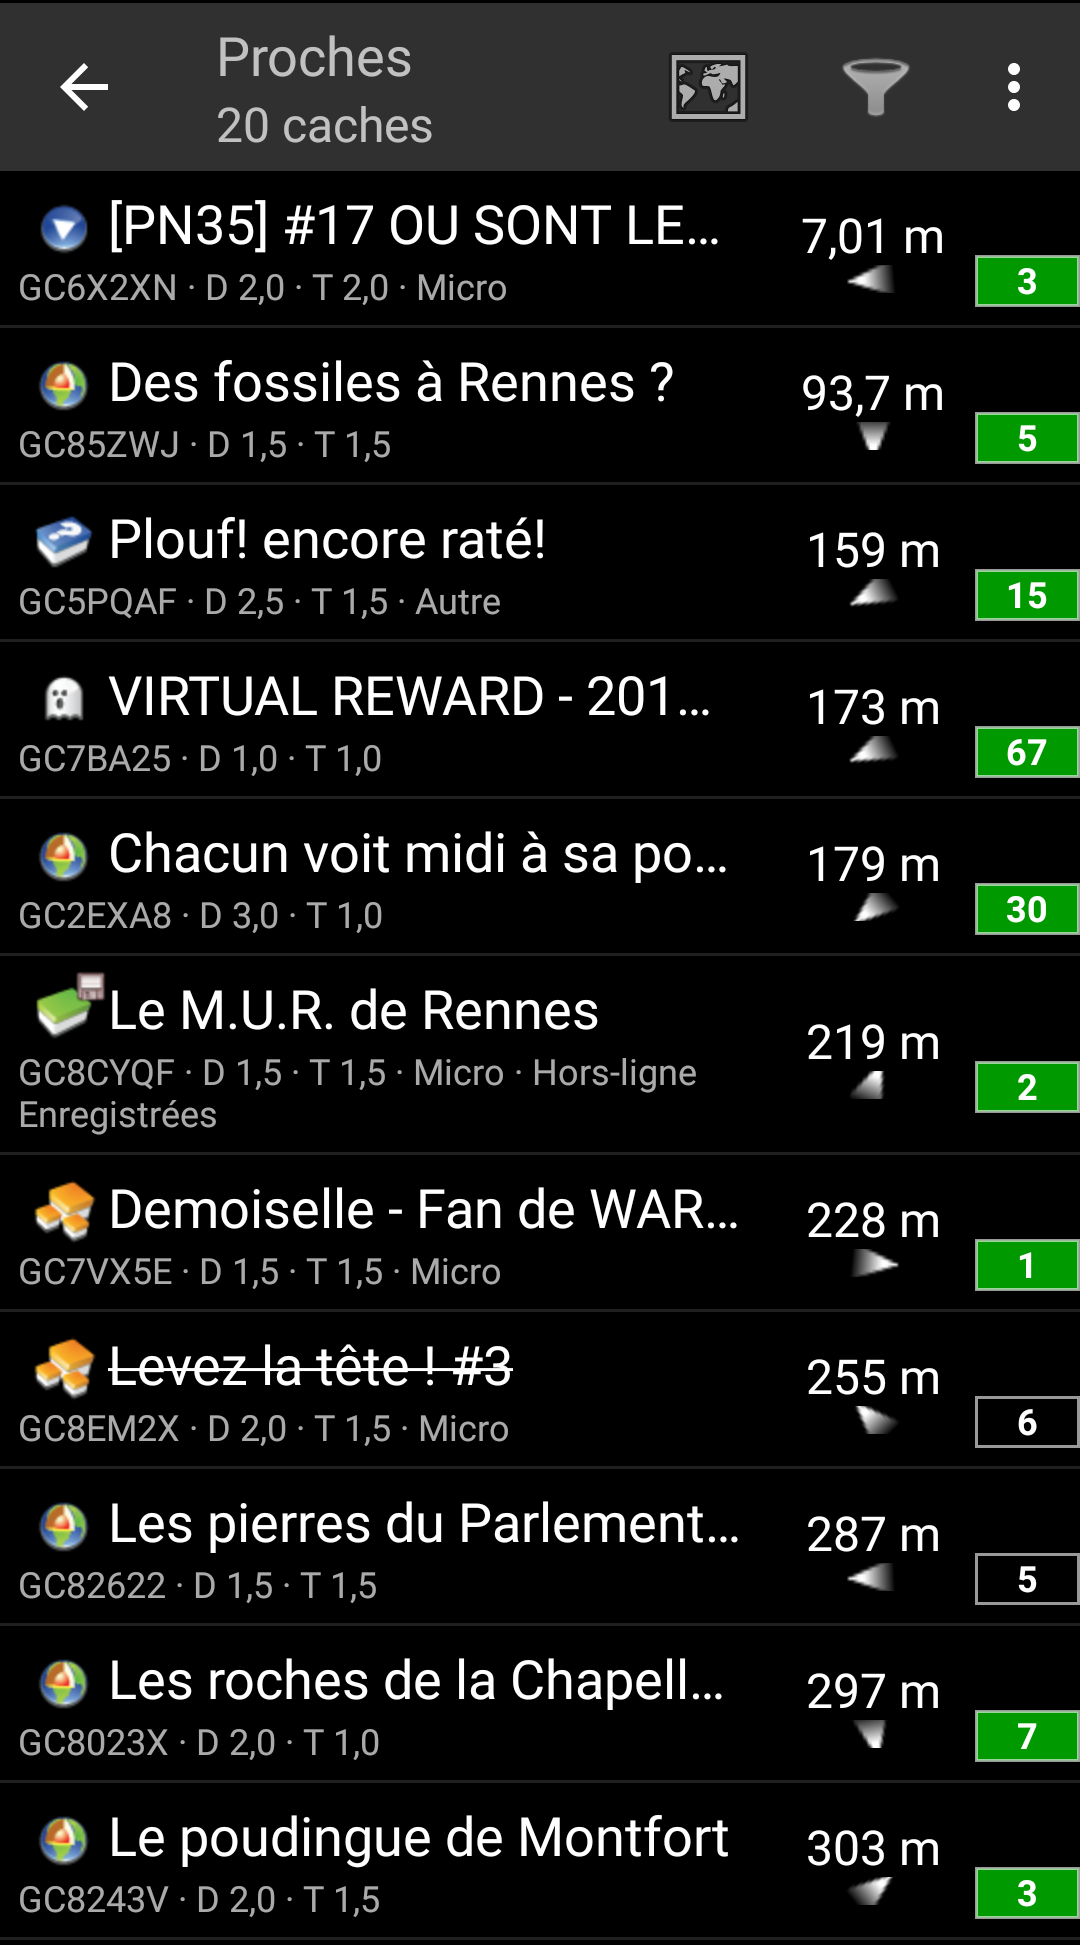 Proches
20 caches
[PN35] #17 OU SONT LE...
7,01 m
GC6X2XN · D 2,0 · T 2,0 · Micro
3
Des fossiles à Rennes ?
93,7 m
GC85ZWJ · D 1,5 · T 1,5
5
Plouf! encore raté!
159 m
GC5PQAF · D 2,5 · T 1,5 · Autre
15
VIRTUAL REWARD - 201...
173 m
GC7BA25 · D 1,0 · T 1,0
67
Chacun voit midi à sa po...
179 m
GC2EXA8 · D 3,0 · T 1,0
30
Le M.U.R. de Rennes
219 m
GC8CYQF · D 1,5 · T 1,5 · Micro · Hors-ligne
Enregistrées
2
Demoiselle - Fan de WAR...
228 m
GC7VX5E · D 1,5 · T 1,5 · Micro
1
Levez la tête ! #3
255 m
GC8EM2X · D 2,0 · T 1,5 · Micro
6
Les pierres du Parlement...
287 m
GC82622 · D 1,5 · T 1,5
5
Les roches de la Chapell...
297 m
GC8023X · D 2,0 · T 1,0
7
Le poudingue de Montfort
303 m
GC8243V · D 2,0 · T 1,5
3